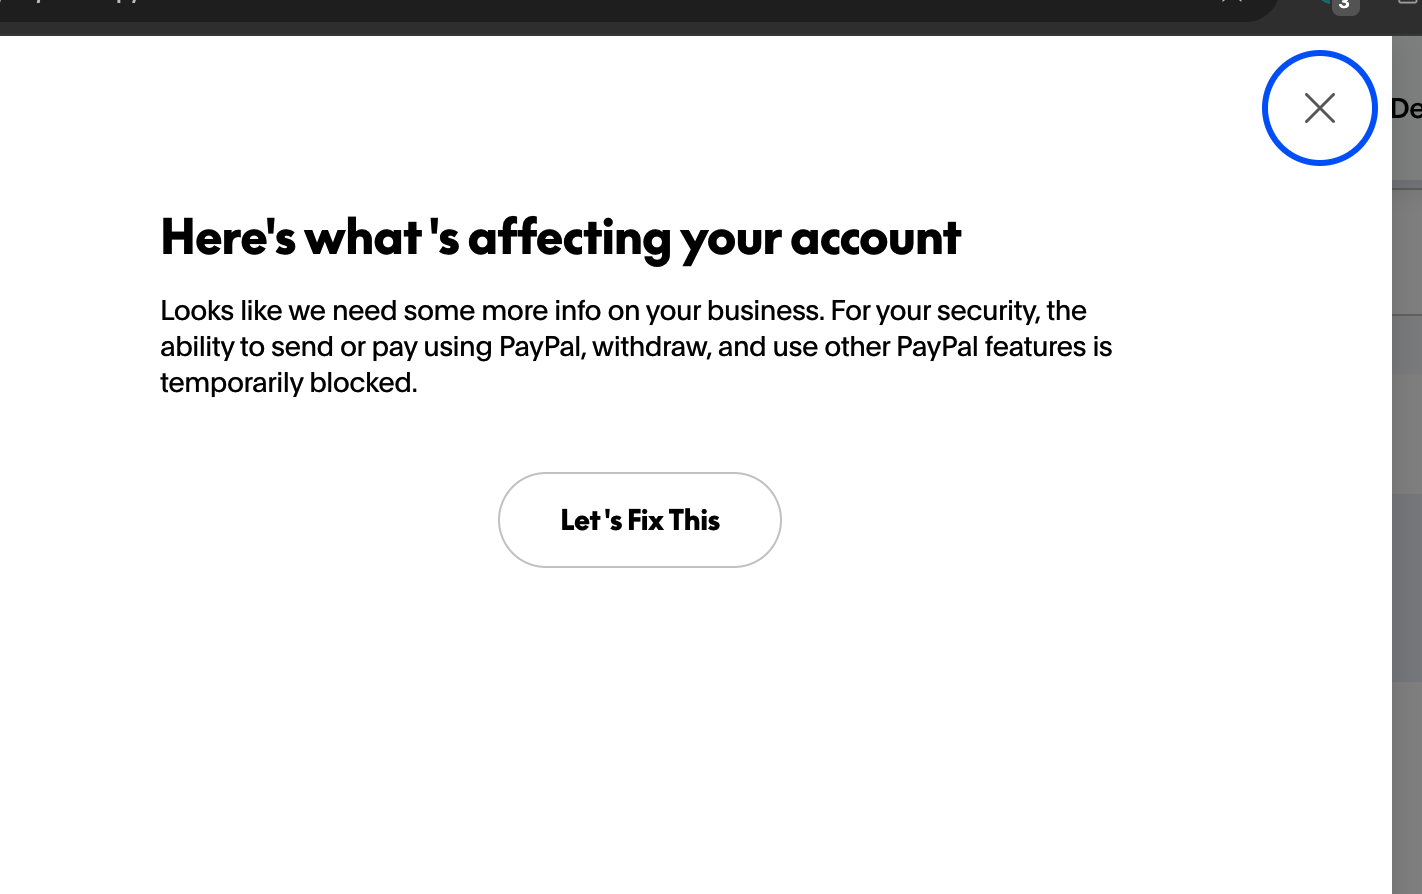 3
De
Here's what 's affecting your account
Looks like we need some more info on your business. For your security, the
ability to send or pay using PayPal, withdraw, and use other PayPal features is
temporarily blocked.
Let 's Fix This